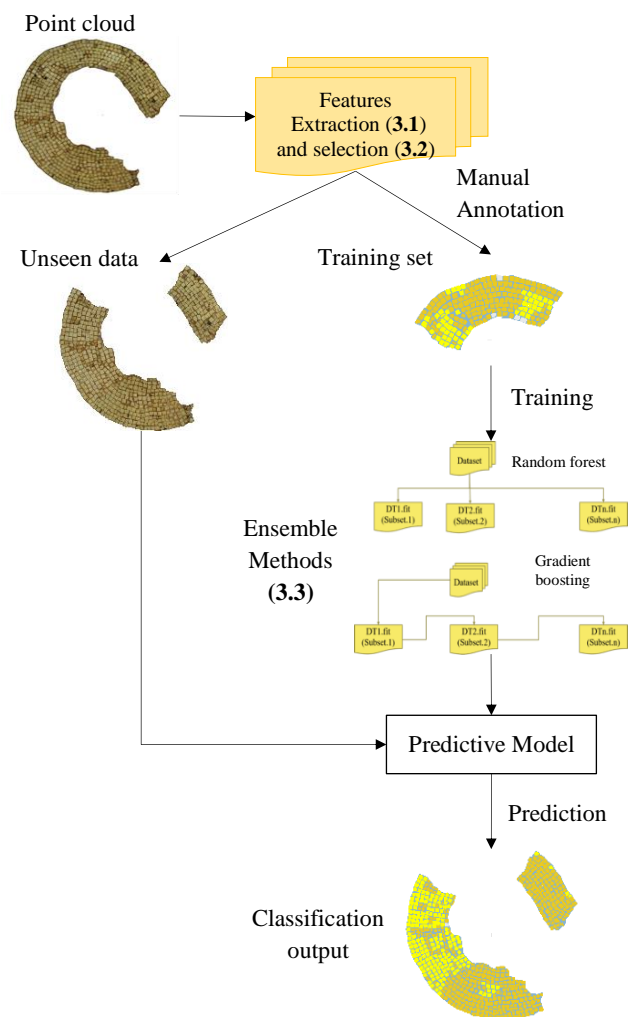 Point cloud
Features
Extraction (3.1)
and selection (3.2)
Manual
Annotation
Unseen data
Training set
Training
Dataset
Random forest
DT1.fit
(Subset.1)
DT2.fit
(Subset.2)
DTn.fit
(Subset.n)
Ensemble
Methods
(3.3)
Gradient
boosting
Dataset
DT1.fit
(Subset.1)
DT2.fit
(Subset.2)
DTn.fit
(Subset.n)
Predictive Model
Prediction
Classification
output